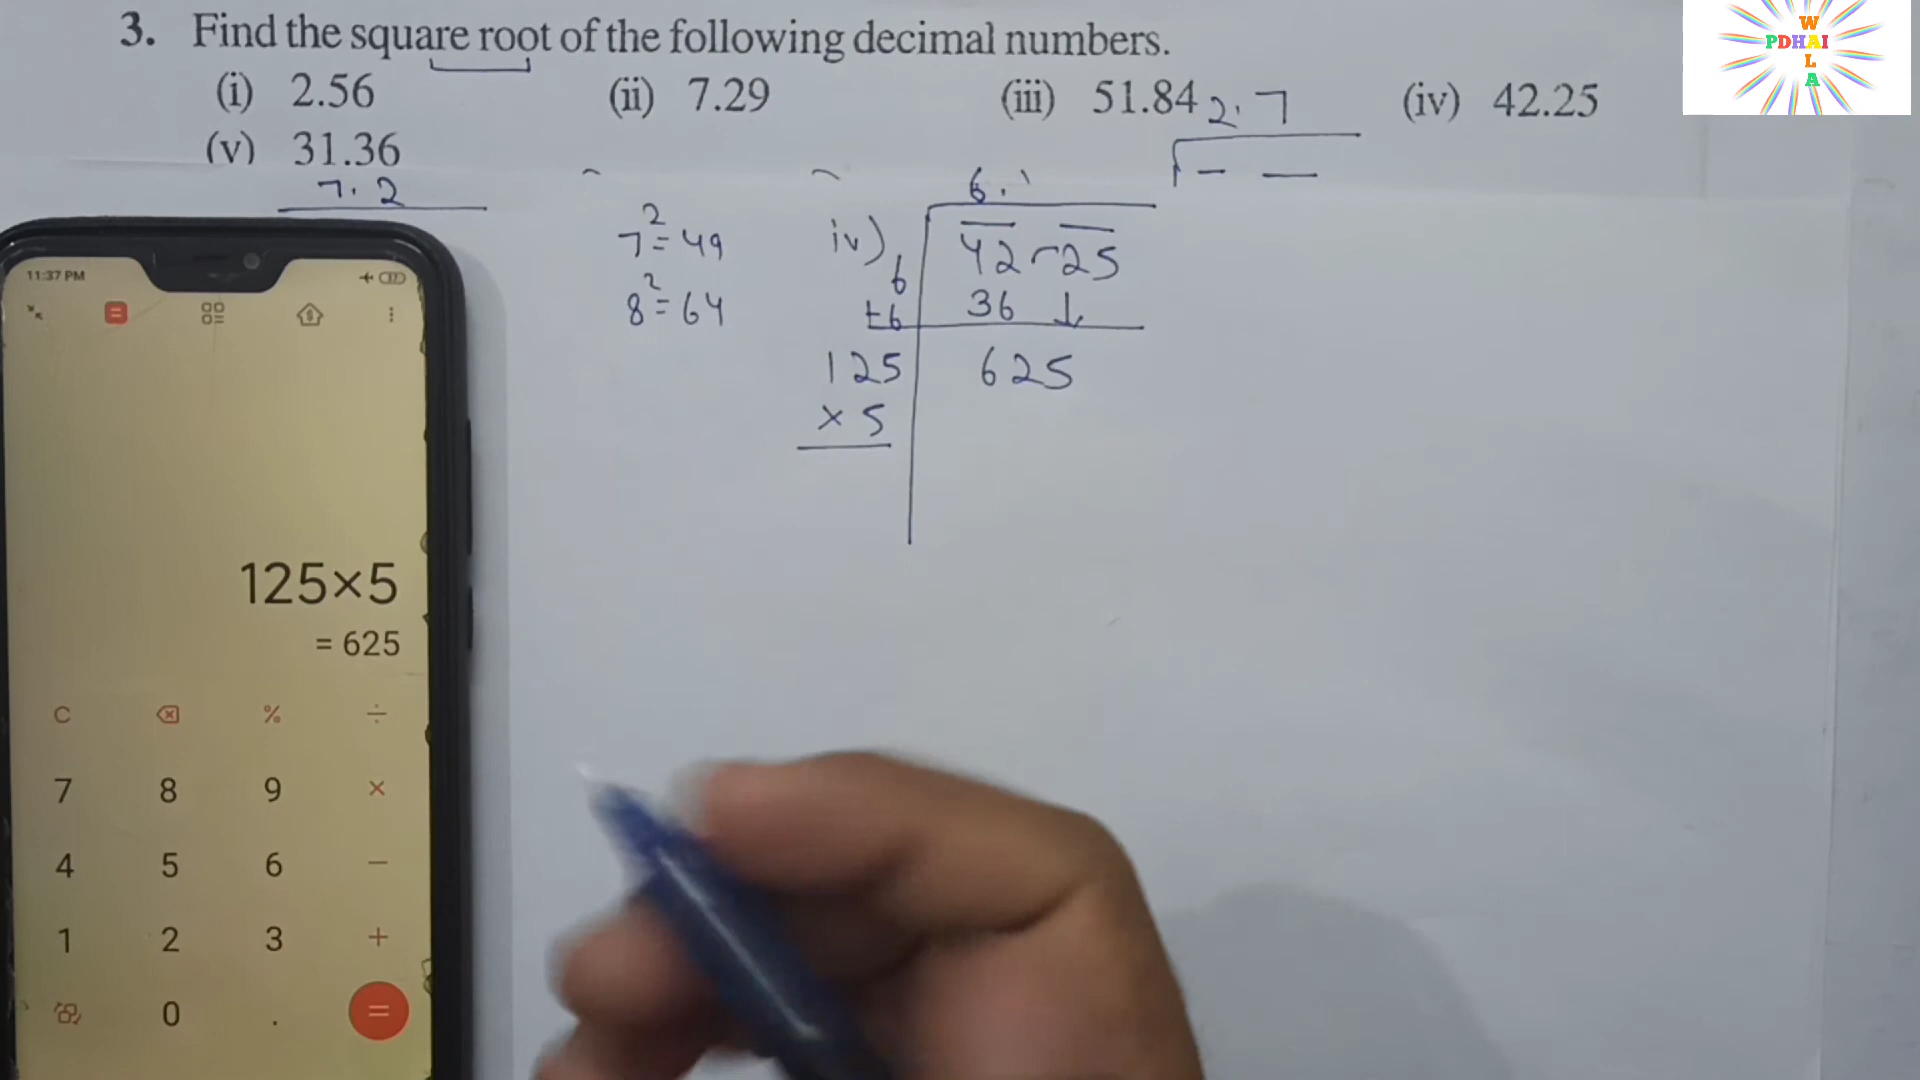 3. Find the square root of the following decimal numbers.
(i) 2.56 (ii) 7.29 (iii) 51.84 (iv) 42.25
(v) 31.36
2.7
7.2
7²=49
8²=64
iv)
6.
6
42.25
+6
36 ↓
125
625
×5
11:37 PM
125×5
= 625
C % ÷
7 8 9 ×
4 5 6 −
1 2 3 +
0 . =
PDHAI
WALA